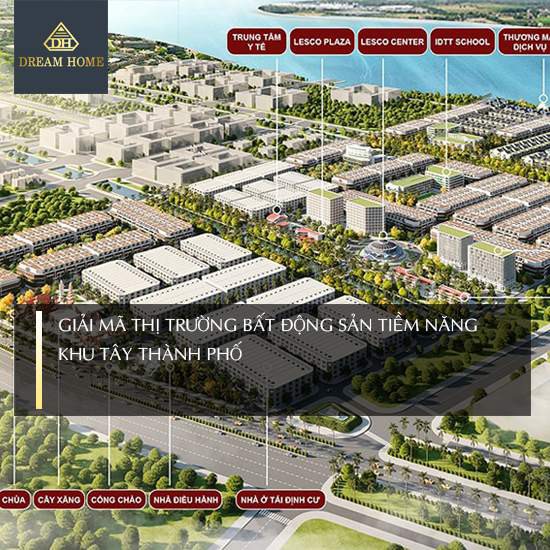 DH
DREAM HOME
TRUNG TÂM
Y TẾ
LESCO PLAZA
LESCO CENTER
IDTT SCHOOL
THƯƠNG MẠ
DỊCH VỤ
GIẢI MÃ THỊ TRƯỜNG BẤT ĐỘNG SẢN TIỀM NĂNG
KHU TÂY THÀNH PHỐ
CHÙA
CÂY XĂNG
CỔNG CHÀO
NHÀ ĐIỀU HÀNH
NHÀ Ở TÁI ĐỊNH CƯ